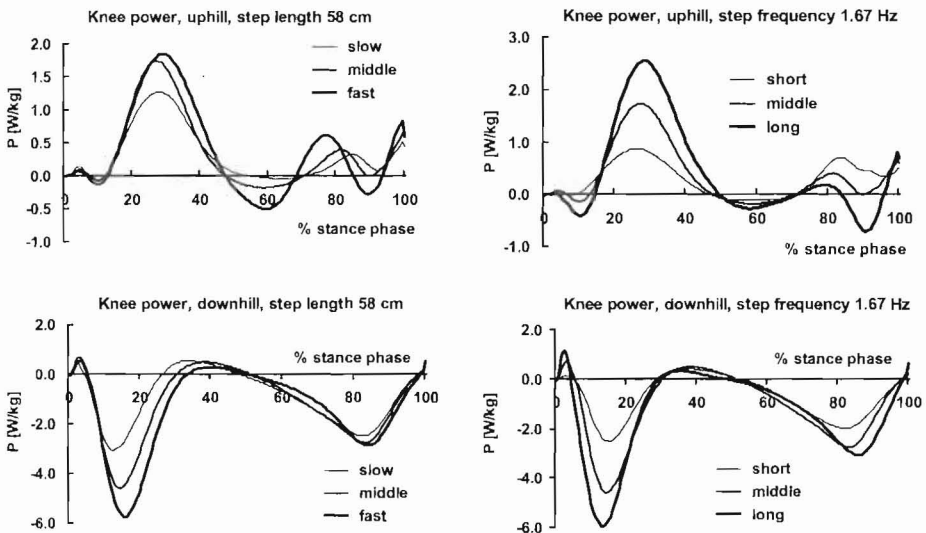 Knee power, uphill, step length 58 cm
P [W/kg]
2.0
1.5
1.0
0.5
0.0
-0.5
-1.0
0
20
40
60
80
100
% stance phase
slow
middle
fast
Knee power, uphill, step frequency 1.67 Hz
P [W/kg]
3.0
2.0
1.0
0.0
-1.0
0
20
40
60
80
100
% stance phase
short
middle
long
Knee power, downhill, step length 58 cm
P [W/kg]
2.0
0.0
-2.0
-4.0
-6.0
0
20
40
60
80
100
% stance phase
slow
middle
fast
Knee power, downhill, step frequency 1.67 Hz
P [W/kg]
2.0
0.0
-2.0
-4.0
-6.0
0
20
40
60
80
100
% stance phase
short
middle
long